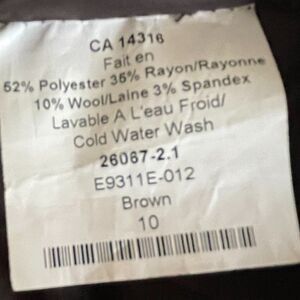 CA 14316
Fait en
52% Polyester 35% Rayon/Rayonne
10% Wool/Laine 3% Spandex
Lavable A L'eau Froid/
Cold Water Wash
26067-2.1
E9311E-012
Brown
10